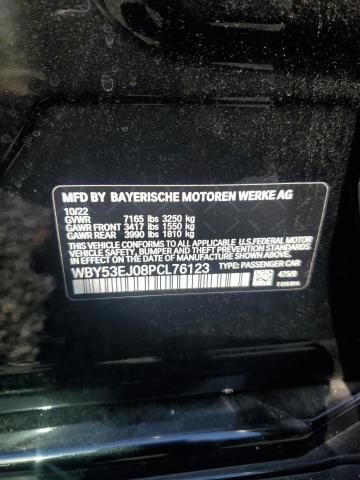 MFD BY BAYERISCHE MOTOREN WERKE AG
10/22
GVWR 7165 lbs 3250 kg
GAWR FRONT 3417 lbs 1550 kg
GAWR REAR 3990 lbs 1810 kg
THIS VEHICLE CONFORMS TO ALL APPLICABLE U.S. FEDERAL MOTOR
VEHICLE SAFETY, BUMPER AND THEFT PREVENTION STANDARDS IN
EFFECT ON THE DATE OF MANUFACTURE SHOWN ABOVE.
WBY53EJ08PCL76123 TYPE: PASSENGER CAR
475/9